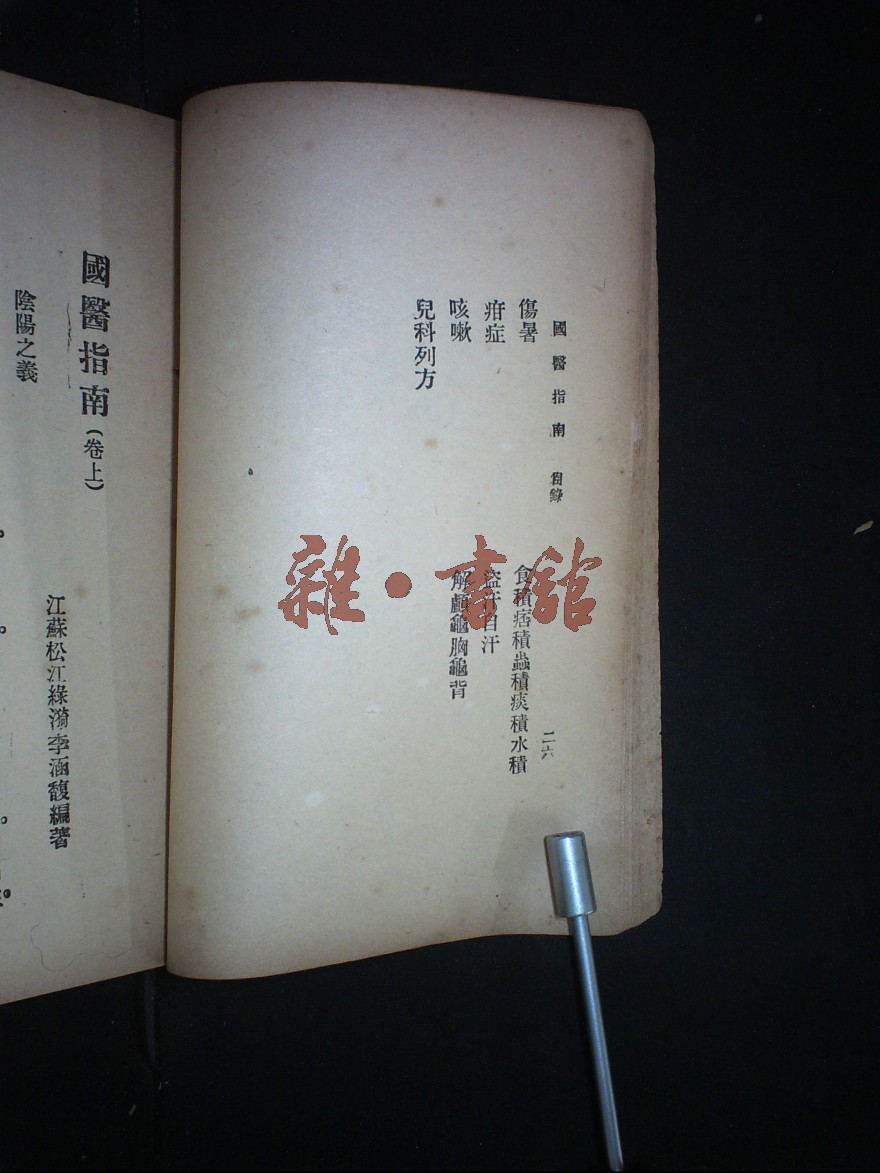 國醫指南　目錄
二六
傷暑
食積痞積蟲積痰積水積
疳症
盜汗自汗
咳嗽
解顱龜胸龜背
兒科列方
國醫指南(卷上)
江蘇松江綠漪李涵馥編著
陰陽之義
雜·書館